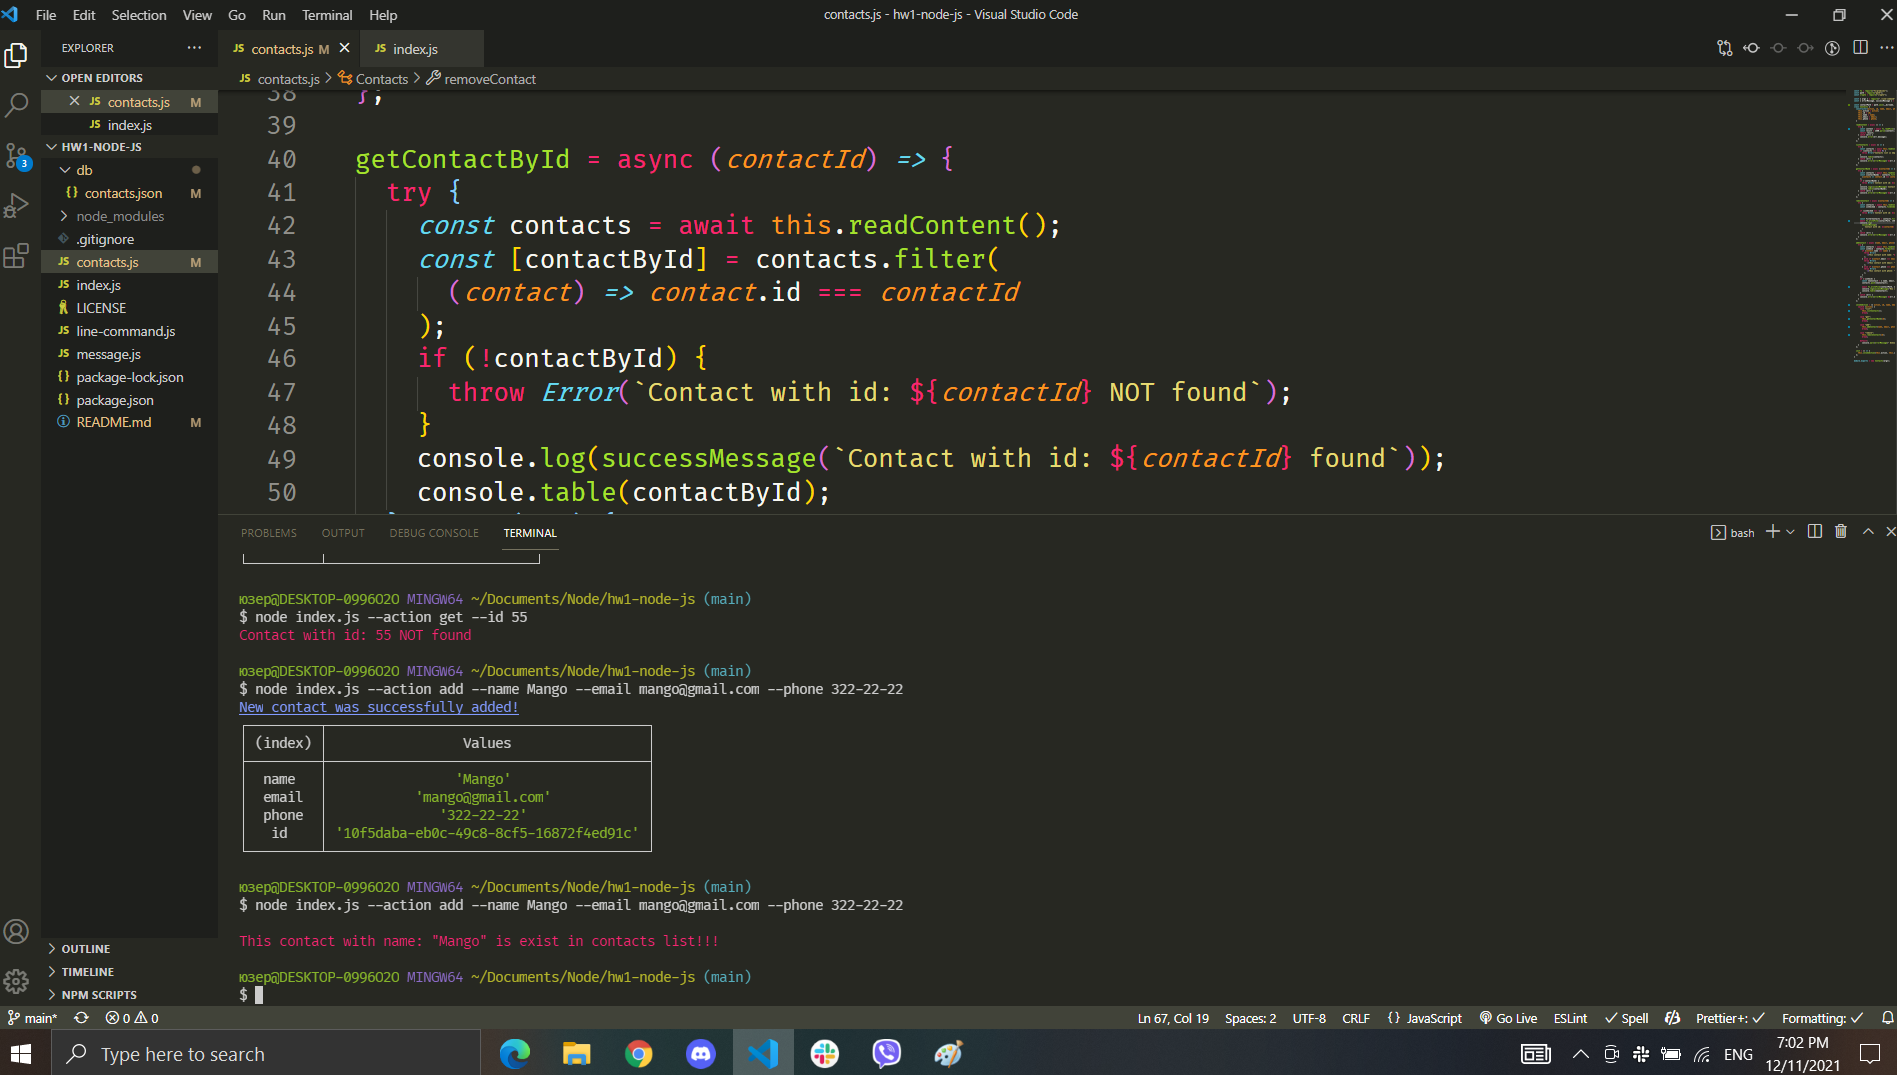 File Edit Selection View Go Run Terminal Help
contacts.js - hw1-node-js - Visual Studio Code
EXPLORER
OPEN EDITORS
contacts.js M
index.js
HW1-NODE-JS
db
contacts.json M
node_modules
.gitignore
contacts.js M
index.js
LICENSE
line-command.js
message.js
package-lock.json
package.json
README.md M
OUTLINE
TIMELINE
NPM SCRIPTS
3
JS contacts.js M
JS index.js
JS contacts.js > Contacts > removeContact
38 };
39
40 getContactById = async (contactId) => {
41 try {
42 const contacts = await this.readContent();
43 const [contactById] = contacts.filter(
44 (contact) => contact.id === contactId
45 );
46 if (!contactById) {
47 throw Error(`Contact with id: ${contactId} NOT found`);
48 }
49 console.log(successMessage(`Contact with id: ${contactId} found`));
50 console.table(contactById);
PROBLEMS OUTPUT DEBUG CONSOLE TERMINAL
bash
юзер@DESKTOP-0996O2O MINGW64 ~/Documents/Node/hw1-node-js (main)
$ node index.js --action get --id 55
Contact with id: 55 NOT found
юзер@DESKTOP-0996O2O MINGW64 ~/Documents/Node/hw1-node-js (main)
$ node index.js --action add --name Mango --email mango@gmail.com --phone 322-22-22
New contact was successfully added!
(index) Values
name 'Mango'
email 'mango@gmail.com'
phone '322-22-22'
id '10f5daba-eb0c-49c8-8cf5-16872f4ed91c'
юзер@DESKTOP-0996O2O MINGW64 ~/Documents/Node/hw1-node-js (main)
$ node index.js --action add --name Mango --email mango@gmail.com --phone 322-22-22
This contact with name: "Mango" is exist in contacts list!!!
юзер@DESKTOP-0996O2O MINGW64 ~/Documents/Node/hw1-node-js (main)
$
main* 0 0
Ln 67, Col 19 Spaces: 2 UTF-8 CRLF {} JavaScript Go Live ESLint Spell Prettier+: Formatting:
Type here to search
ENG
7:02 PM
12/11/2021